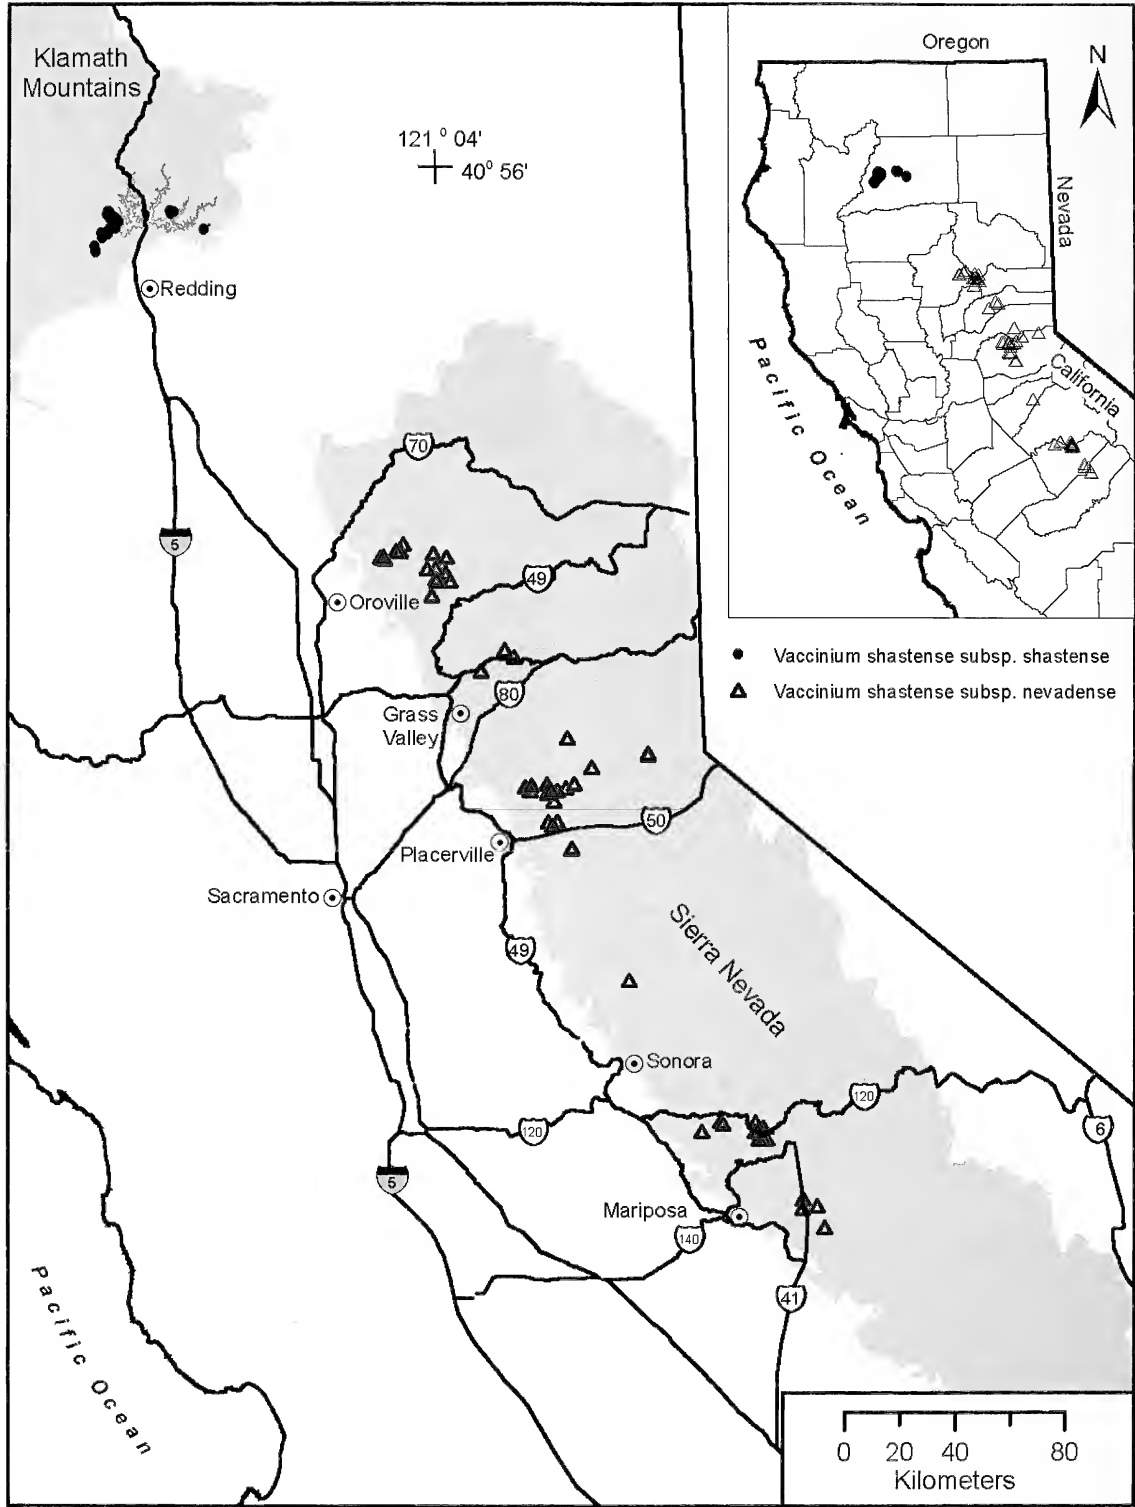 Klamath
Mountains
121 ° 04'
40° 56'
Redding
70
5
49
Oroville
80
Grass
Valley
50
Placerville
Sacramento
49
Sierra Nevada
Sonora
120
120
6
5
Mariposa
140
41
Pacific Ocean
Oregon
N
Nevada
California
Pacific Ocean
Vaccinium shastense subsp. shastense
Vaccinium shastense subsp. nevadense
0 20 40 80
Kilometers